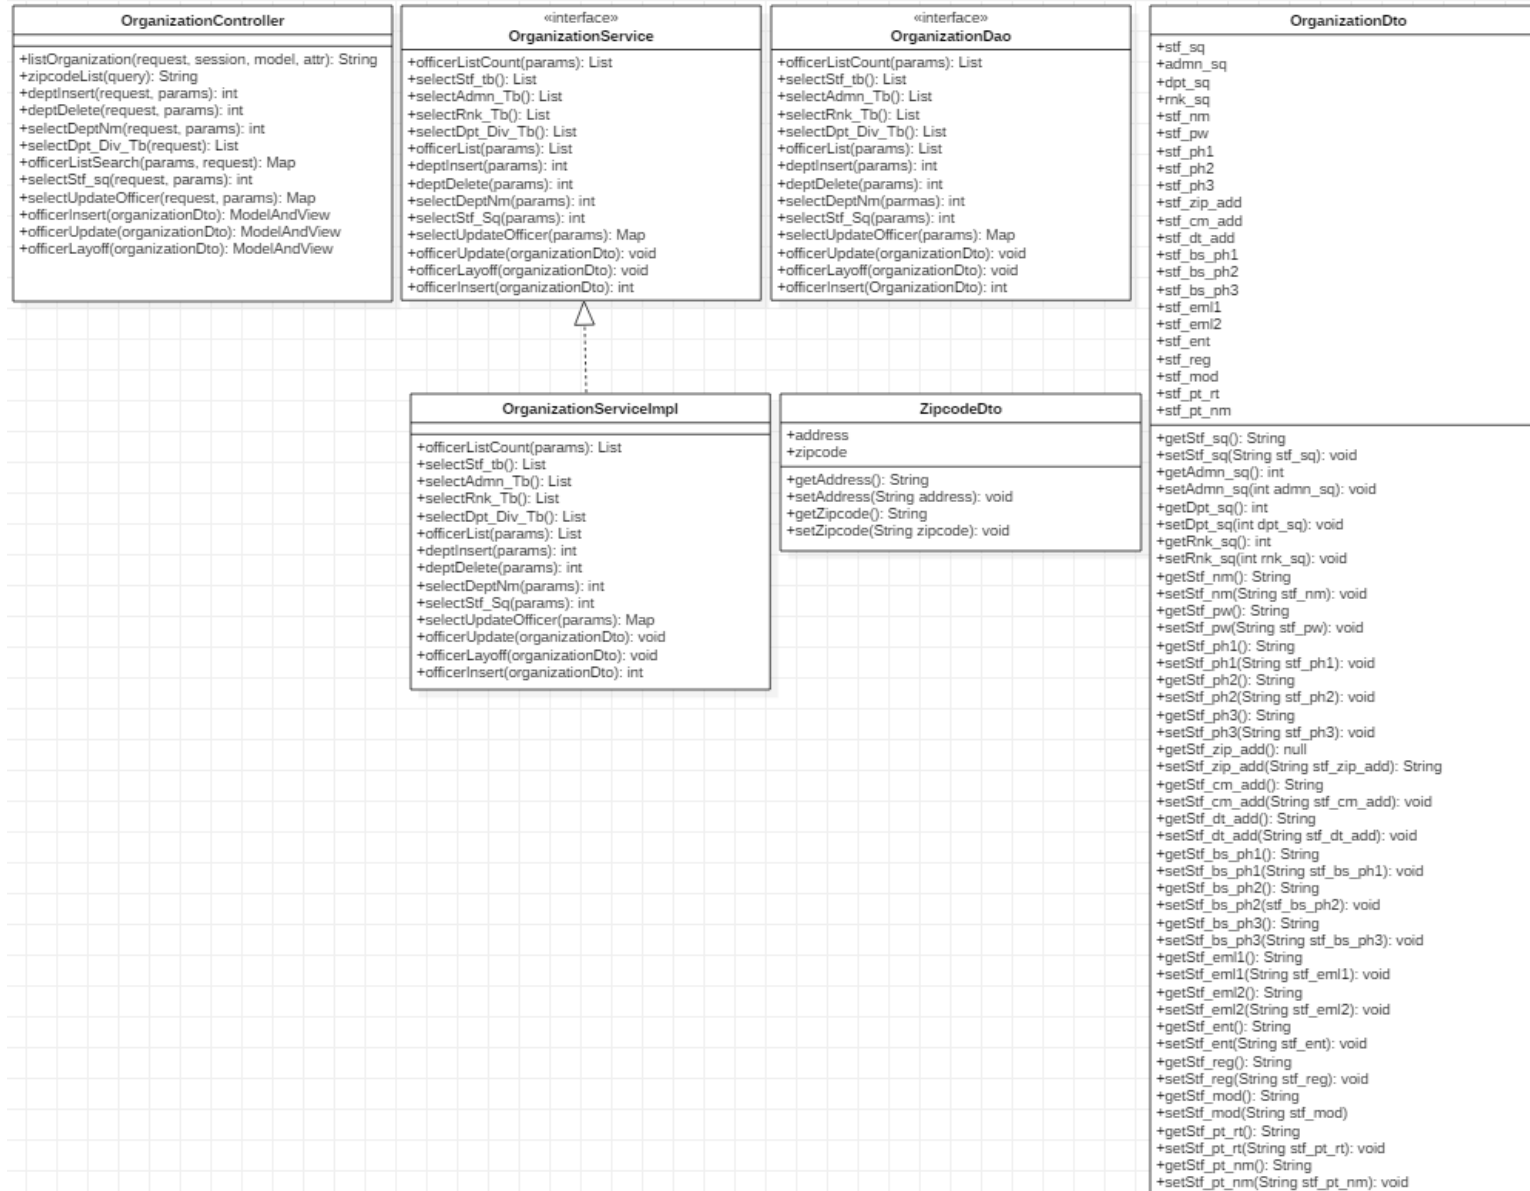 OrganizationController
+listOrganization(request, session, model, attr): String
+zipcodeList(query): String
+deptInsert(request, params): int
+deptDelete(request, params): int
+selectDeptNm(request, params): int
+selectDpt_Div_Tb(request): List
+officerListSearch(params, request): Map
+selectStf_sq(request, params): int
+selectUpdateOfficer(request, params): Map
+officerInsert(organizationDto): ModelAndView
+officerUpdate(organizationDto): ModelAndView
+officerLayoff(organizationDto): ModelAndView
«interface»
OrganizationService
+officerListCount(params): List
+selectStf_tb(): List
+selectAdmn_Tb(): List
+selectRnk_Tb(): List
+selectDpt_Div_Tb(): List
+officerList(params): List
+deptInsert(params): int
+deptDelete(params): int
+selectDeptNm(params): int
+selectStf_Sq(params): int
+selectUpdateOfficer(params): Map
+officerUpdate(organizationDto): void
+officerLayoff(organizationDto): void
+officerInsert(organizationDto): int
«interface»
OrganizationDao
+officerListCount(params): List
+selectStf_tb(): List
+selectAdmn_Tb(): List
+selectRnk_Tb(): List
+selectDpt_Div_Tb(): List
+officerList(params): List
+deptInsert(params): int
+deptDelete(params): int
+selectDeptNm(parmas): int
+selectStf_Sq(params): int
+selectUpdateOfficer(params): Map
+officerUpdate(organizationDto): void
+officerLayoff(organizationDto): void
+officerInsert(OrganizationDto): int
OrganizationServiceImpl
+officerListCount(params): List
+selectStf_tb(): List
+selectAdmn_Tb(): List
+selectRnk_Tb(): List
+selectDpt_Div_Tb(): List
+officerList(params): List
+deptInsert(params): int
+deptDelete(params): int
+selectDeptNm(params): int
+selectStf_Sq(params): int
+selectUpdateOfficer(params): Map
+officerUpdate(organizationDto): void
+officerLayoff(organizationDto): void
+officerInsert(organizationDto): int
ZipcodeDto
+address
+zipcode
+getAddress(): String
+setAddress(String address): void
+getZipcode(): String
+setZipcode(String zipcode): void
OrganizationDto
+stf_sq
+admn_sq
+dpt_sq
+rnk_sq
+stf_nm
+stf_pw
+stf_ph1
+stf_ph2
+stf_ph3
+stf_zip_add
+stf_cm_add
+stf_dt_add
+stf_bs_ph1
+stf_bs_ph2
+stf_bs_ph3
+stf_eml1
+stf_eml2
+stf_ent
+stf_reg
+stf_mod
+stf_pt_rt
+stf_pt_nm
+getStf_sq(): String
+setStf_sq(String stf_sq): void
+getAdmn_sq(): int
+setAdmn_sq(int admn_sq): void
+getDpt_sq(): int
+setDpt_sq(int dpt_sq): void
+getRnk_sq(): int
+setRnk_sq(int rnk_sq): void
+getStf_nm(): String
+setStf_nm(String stf_nm): void
+getStf_pw(): String
+setStf_pw(String stf_pw): void
+getStf_ph1(): String
+setStf_ph1(String stf_ph1): void
+getStf_ph2(): String
+setStf_ph2(String stf_ph2): void
+getStf_ph3(): String
+setStf_ph3(String stf_ph3): void
+getStf_zip_add(): null
+setStf_zip_add(String stf_zip_add): String
+getStf_cm_add(): String
+setStf_cm_add(String stf_cm_add): void
+getStf_dt_add(): String
+setStf_dt_add(String stf_dt_add): void
+getStf_bs_ph1(): String
+setStf_bs_ph1(String stf_bs_ph1): void
+getStf_bs_ph2(): String
+setStf_bs_ph2(stf_bs_ph2): void
+getStf_bs_ph3(): String
+setStf_bs_ph3(String stf_bs_ph3): void
+getStf_eml1(): String
+setStf_eml1(String stf_eml1): void
+getStf_eml2(): String
+setStf_eml2(String stf_eml2): void
+getStf_ent(): String
+setStf_ent(String stf_ent): void
+getStf_reg(): String
+setStf_reg(String stf_reg): void
+getStf_mod(): String
+setStf_mod(String stf_mod)
+getStf_pt_rt(): String
+setStf_pt_rt(String stf_pt_rt): void
+getStf_pt_nm(): String
+setStf_pt_nm(String stf_pt_nm): void